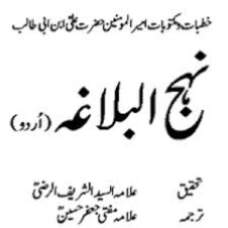 خطبات و مکتوبات امیر المومنین حضرت علی ابن ابی طالب
نہج البلاغہ (اُردو)
تحقیق علامہ السید الشریف الرضیؒ
ترجمہ علامہ مفتی جعفر حسینؒ